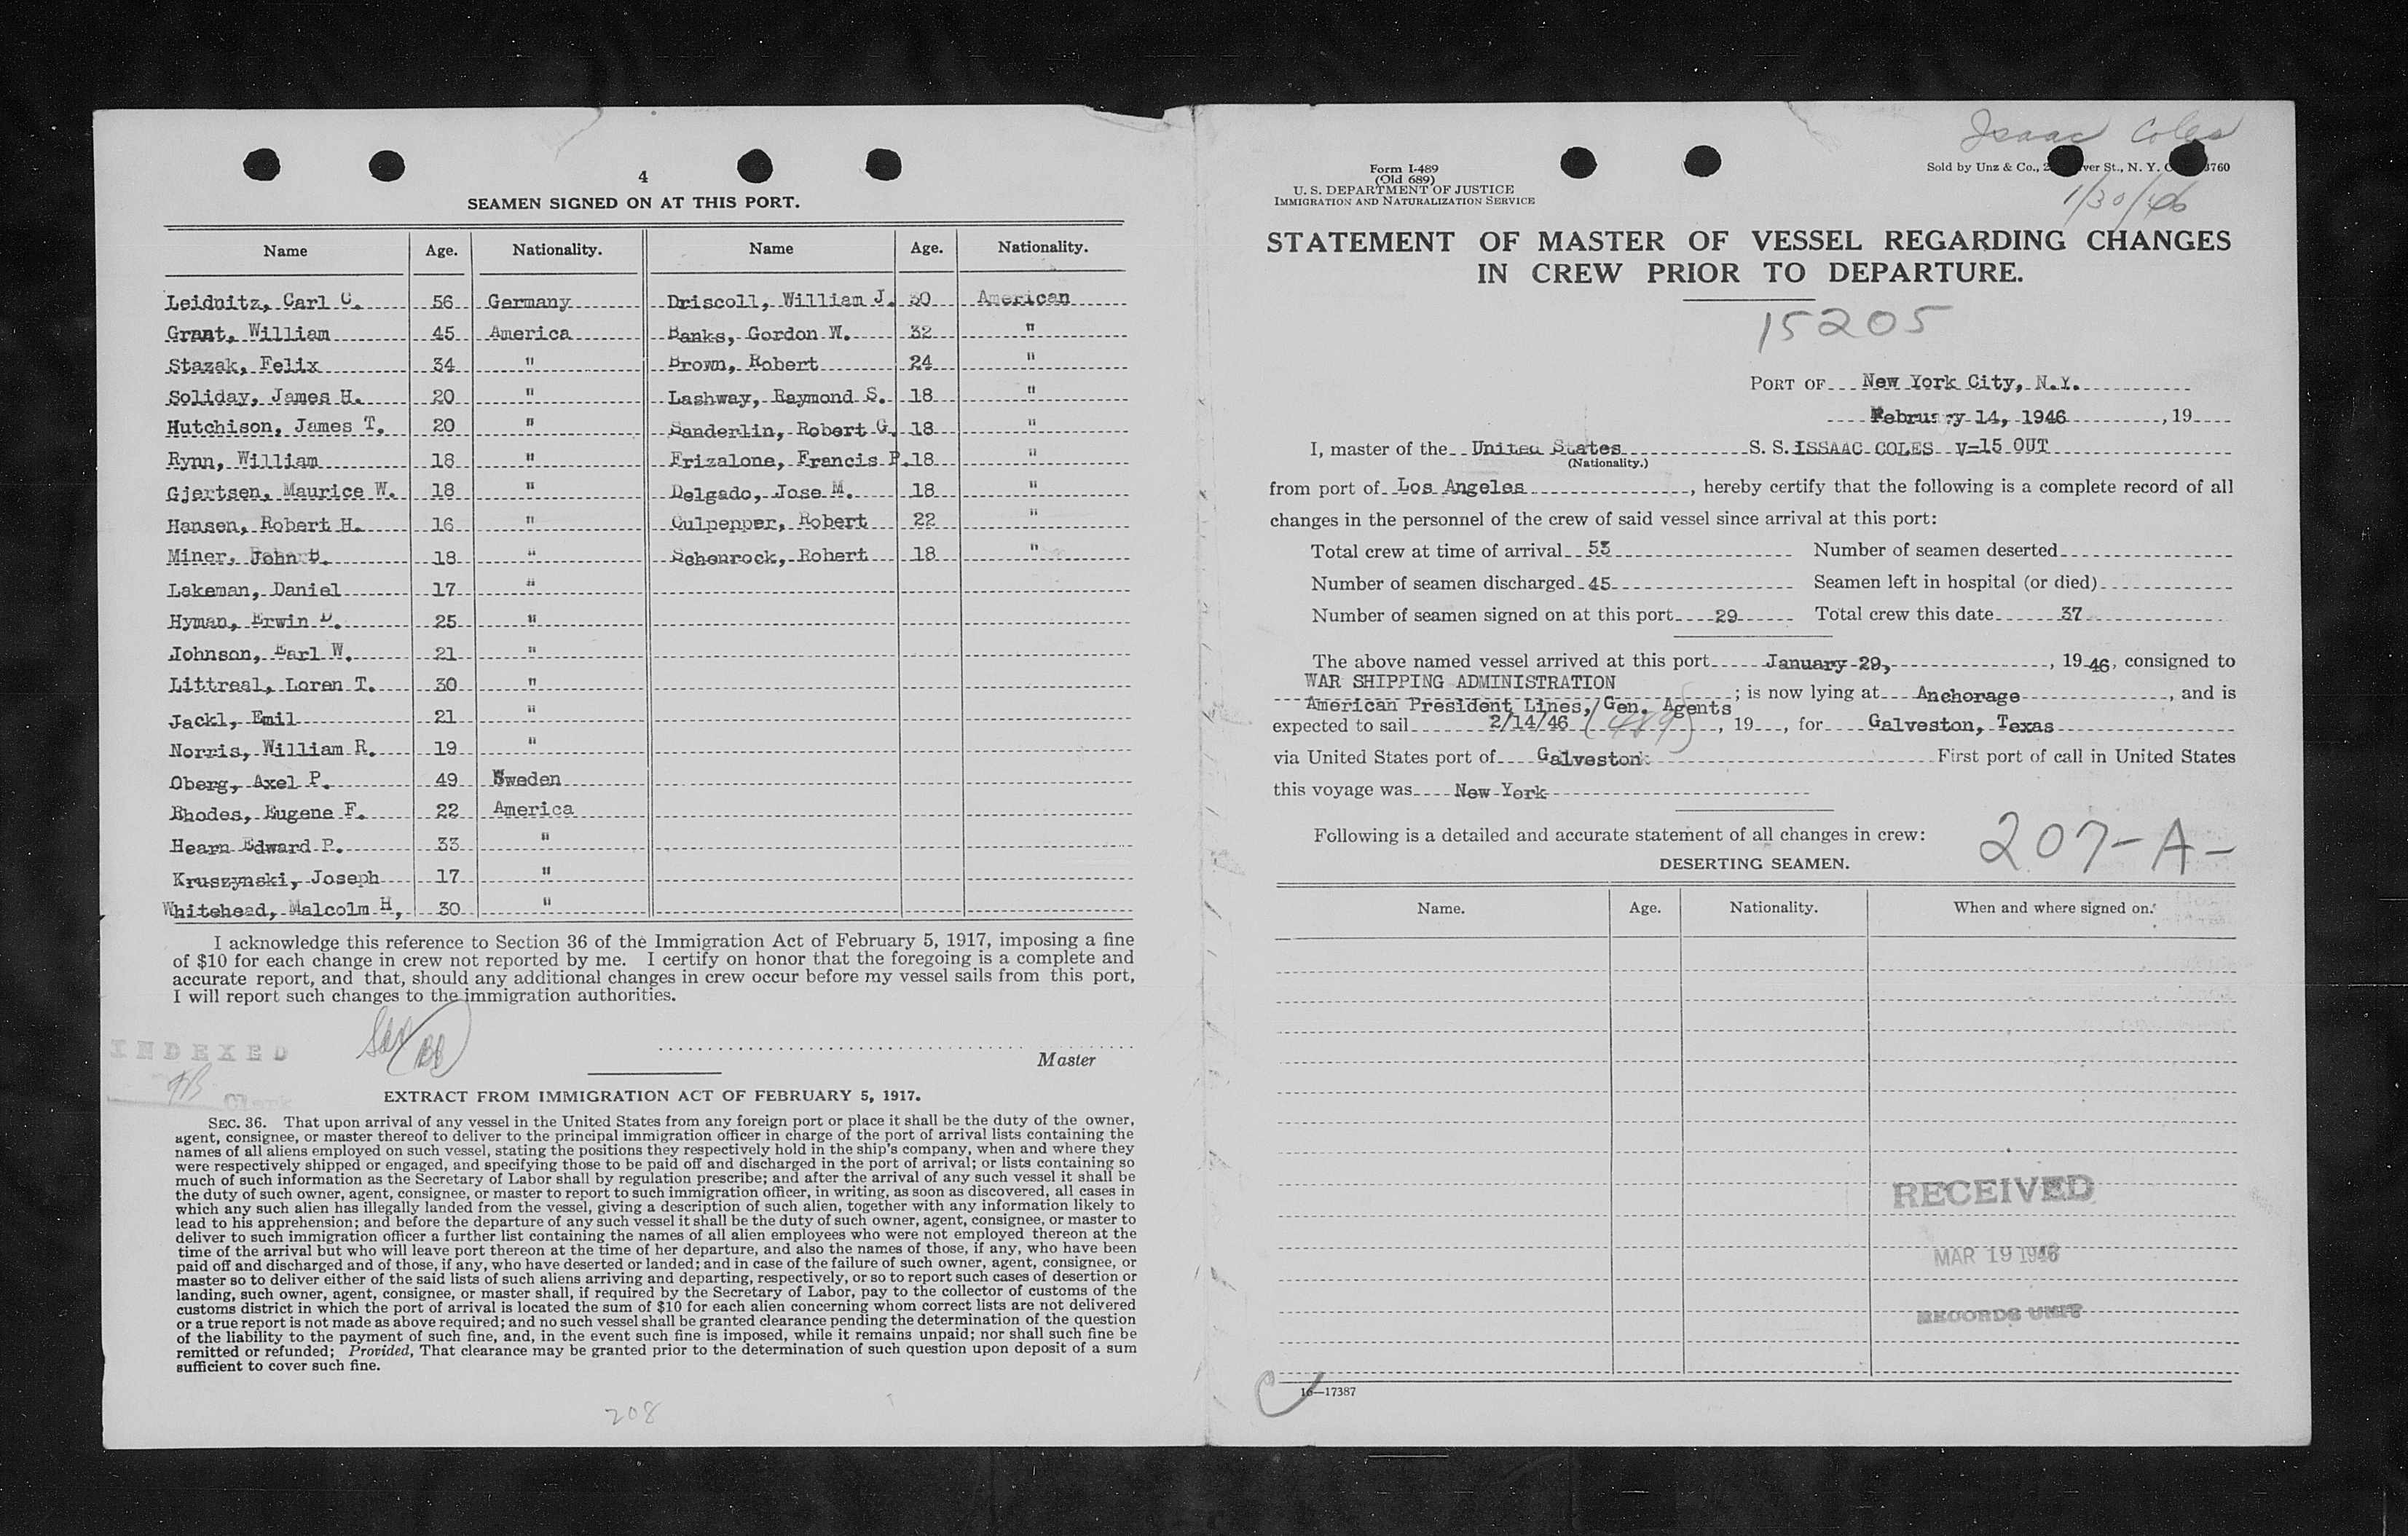 4
SEAMEN SIGNED ON AT THIS PORT.
Name Age. Nationality. Name Age. Nationality.
Leidnitz, Carl C. 56 Germany Driscoll, William J. 30 American
Grant, William 45 America Banks, Gordon W. 32 "
Stazak, Felix 34 " Brown, Robert 24 "
Soliday, James H. 20 " Lashway, Raymond S. 18 "
Hutchison, James T. 20 " Sanderlin, Robert G. 18 "
Rynn, William 18 " Frizalone, Francis P. 18 "
Gjertsen, Maurice W. 18 " Delgado, Jose M. 18 "
Hansen, Robert H. 16 " Culpepper, Robert 22 "
Miner, John B. 18 " Schenrock, Robert 18 "
Lakeman, Daniel 17 "
Hyman, Erwin D. 25 "
Johnson, Earl W. 21 "
Littreal, Loren T. 30 "
Jackl, Emil 21 "
Norris, William R. 19 "
Oberg, Axel P. 49 Sweden
Rhodes, Eugene F. 22 America
Hearn Edward P. 33 "
Kruszynski, Joseph 17 "
Whitehead, Malcolm H, 30 "
I acknowledge this reference to Section 36 of the Immigration Act of February 5, 1917, imposing a fine
of $10 for each change in crew not reported by me. I certify on honor that the foregoing is a complete and
accurate report, and that, should any additional changes in crew occur before my vessel sails from this port,
I will report such changes to the immigration authorities.
INDEXED
Clerk
Master
EXTRACT FROM IMMIGRATION ACT OF FEBRUARY 5, 1917.
SEC. 36. That upon arrival of any vessel in the United States from any foreign port or place it shall be the duty of the owner,
agent, consignee, or master thereof to deliver to the principal immigration officer in charge of the port of arrival lists containing the
names of all aliens employed on such vessel, stating the positions they respectively hold in the ship's company, when and where they
were respectively shipped or engaged, and specifying those to be paid off and discharged in the port of arrival; or lists containing so
much of such information as the Secretary of Labor shall by regulation prescribe; and after the arrival of any such vessel it shall be
the duty of such owner, agent, consignee, or master to report to such immigration officer, in writing, as soon as discovered, all cases in
which any such alien has illegally landed from the vessel, giving a description of such alien, together with any information likely to
lead to his apprehension; and before the departure of any such vessel it shall be the duty of such owner, agent, consignee, or master to
deliver to such immigration officer a further list containing the names of all alien employees who were not employed thereon at the
time of the arrival but who will leave port thereon at the time of her departure, and also the names of those, if any, who have been
paid off and discharged and of those, if any, who have deserted or landed; and in case of the failure of such owner, agent, consignee, or
master so to deliver either of the said lists of such aliens arriving and departing, respectively, or so to report such cases of desertion or
landing, such owner, agent, consignee, or master shall, if required by the Secretary of Labor, pay to the collector of customs of the
customs district in which the port of arrival is located the sum of $10 for each alien concerning whom correct lists are not delivered
or a true report is not made as above required; and no such vessel shall be granted clearance pending the determination of the question
of the liability to the payment of such fine, and, in the event such fine is imposed, while it remains unpaid; nor shall such fine be
remitted or refunded; Provided, That clearance may be granted prior to the determination of such question upon deposit of a sum
sufficient to cover such fine.
208
Isaac Coles
Form I-489
(Old 689)
U. S. DEPARTMENT OF JUSTICE
IMMIGRATION AND NATURALIZATION SERVICE
Sold by Unz & Co., 2 ver St., N. Y. C 3760
1/30/46
STATEMENT OF MASTER OF VESSEL REGARDING CHANGES
IN CREW PRIOR TO DEPARTURE.
15205
PORT OF New York City, N.Y.
February 14, 1946, 19
I, master of the United States S. S. ISSAAC COLES V=15 OUT
(Nationality.)
from port of Los Angeles, hereby certify that the following is a complete record of all
changes in the personnel of the crew of said vessel since arrival at this port:
Total crew at time of arrival 53 Number of seamen deserted
Number of seamen discharged 45 Seamen left in hospital (or died)
Number of seamen signed on at this port 29 Total crew this date 37
The above named vessel arrived at this port January 29, , 1946, consigned to
WAR SHIPPING ADMINISTRATION
American President Lines, Gen. Agents; is now lying at Anchorage, and is
expected to sail 2/14/46 (489), 19 , for Galveston, Texas
via United States port of Galveston First port of call in United States
this voyage was New York
Following is a detailed and accurate statement of all changes in crew:
207-A-
DESERTING SEAMEN.
Name. Age. Nationality. When and where signed on.
RECEIVED
MAR 19 1946
RECORDS UNIT
C
16—17387